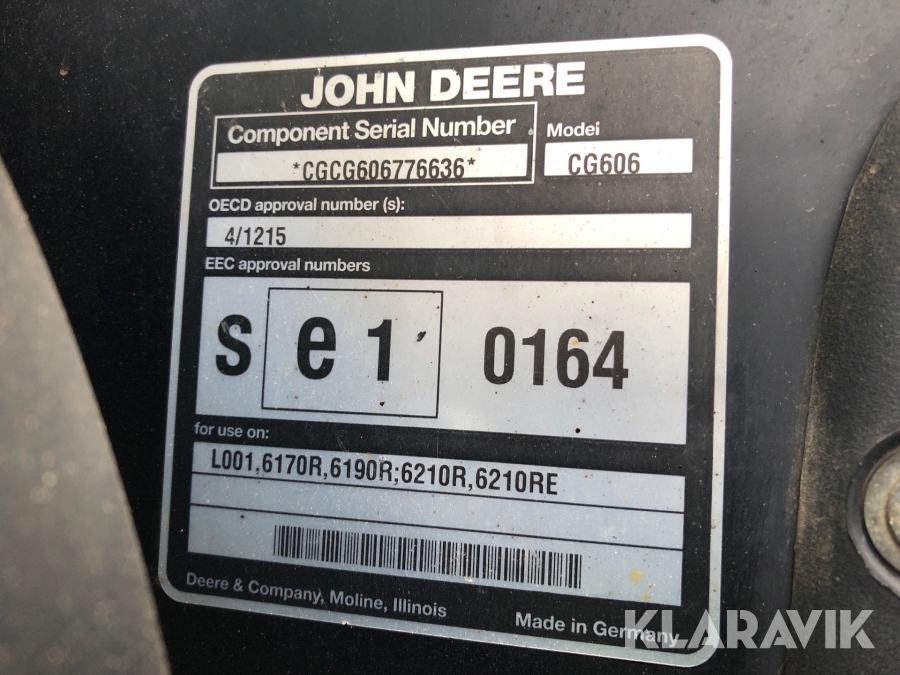 JOHN DEERE
Component Serial Number
Model
*CGCG606776636*
CG606
OECD approval number (s):
4/1215
EEC approval numbers
s e1 0164
for use on:
L001,6170R,6190R;6210R,6210RE
Deere & Company, Moline, Illinois
Made in Germany
KLARAVIK